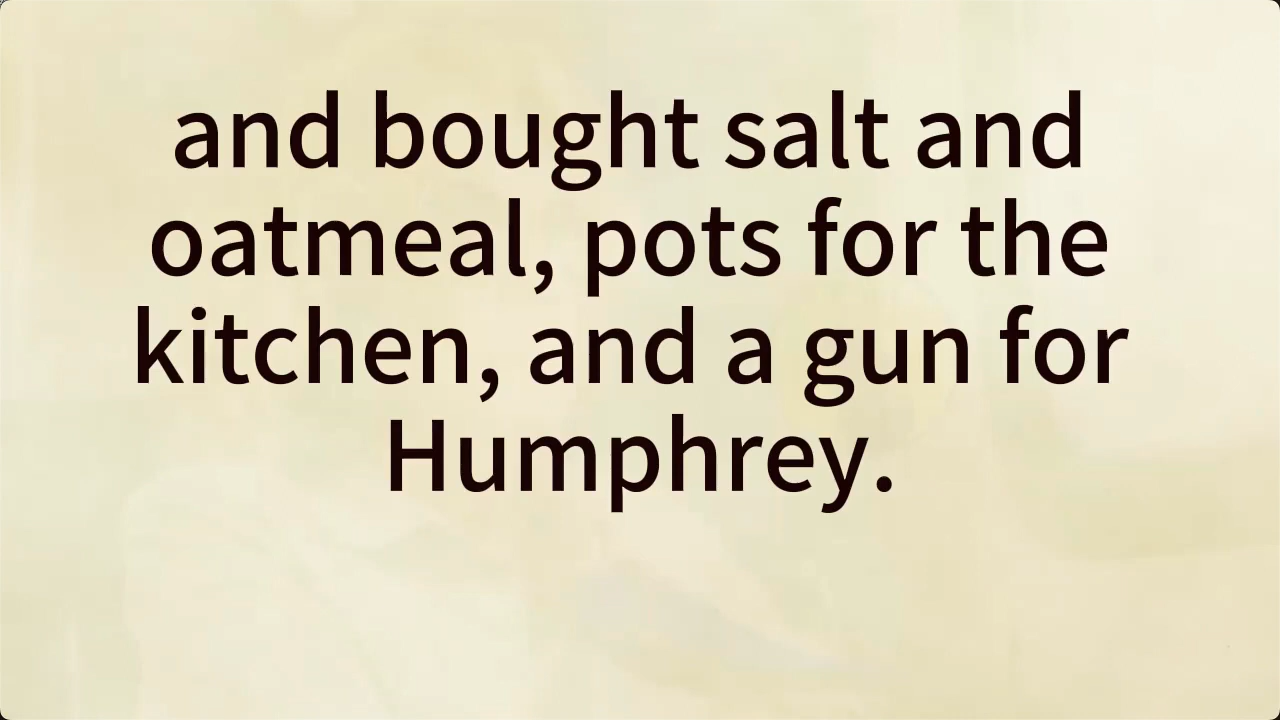 and bought salt and
oatmeal, pots for the
kitchen, and a gun for
Humphrey.